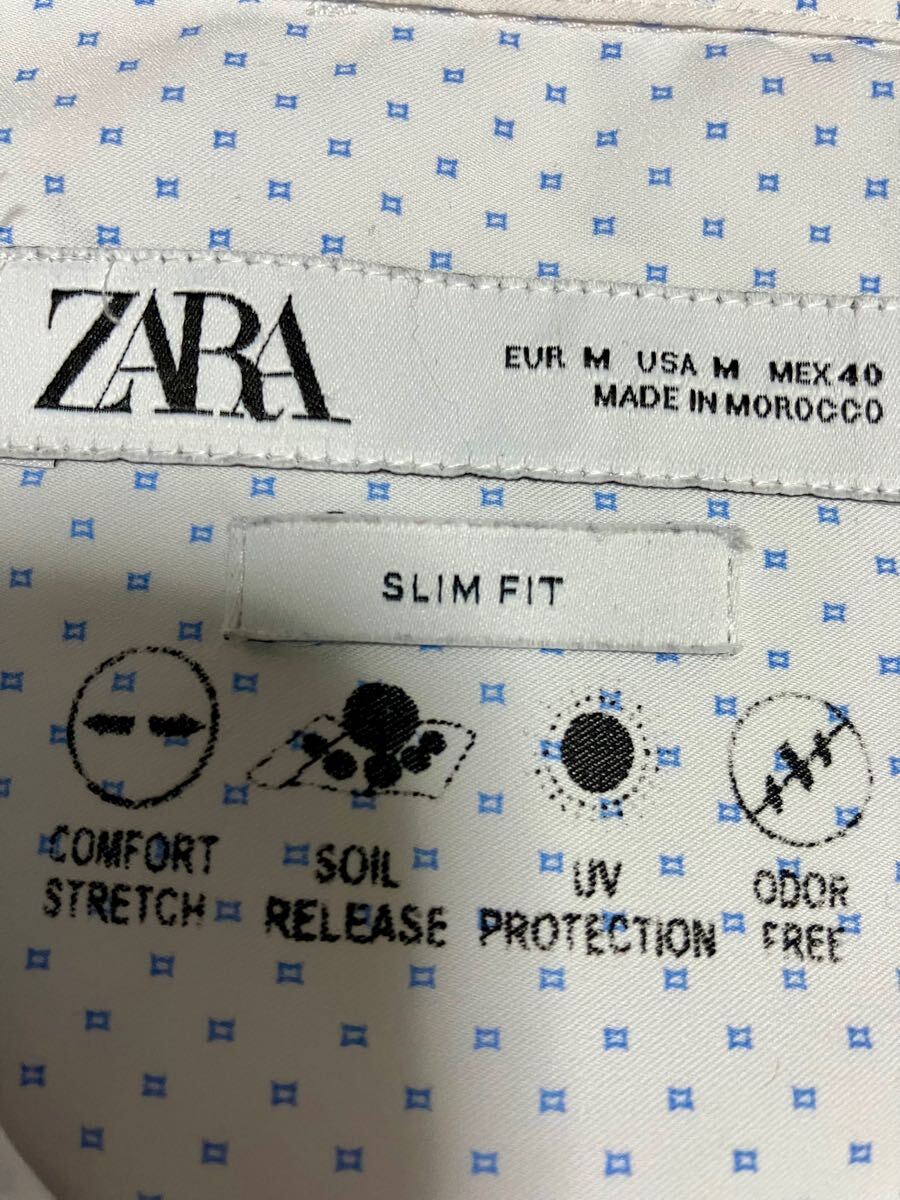 ZARA
EUR M USA M MEX 40
MADE IN MOROCCO
SLIM FIT
COMFORT
STRETCH
SOIL
RELEASE
UV
PROTECTION
ODOR
FREE